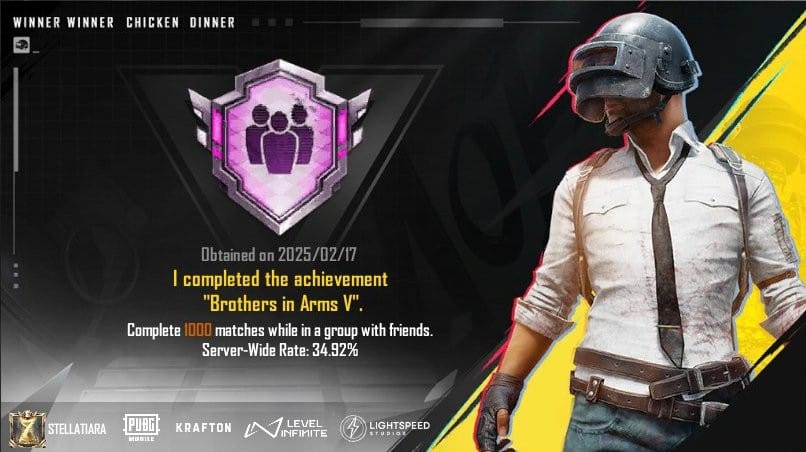 WINNER WINNER CHICKEN DINNER
Obtained on 2025/02/17
I completed the achievement
"Brothers in Arms V".
Complete 1000 matches while in a group with friends.
Server-Wide Rate: 34.92%
STELLATIARA
PUBG
MOBILE
KRAFTON
LEVEL
INFINITE
LIGHTSPEED
STUDIOS